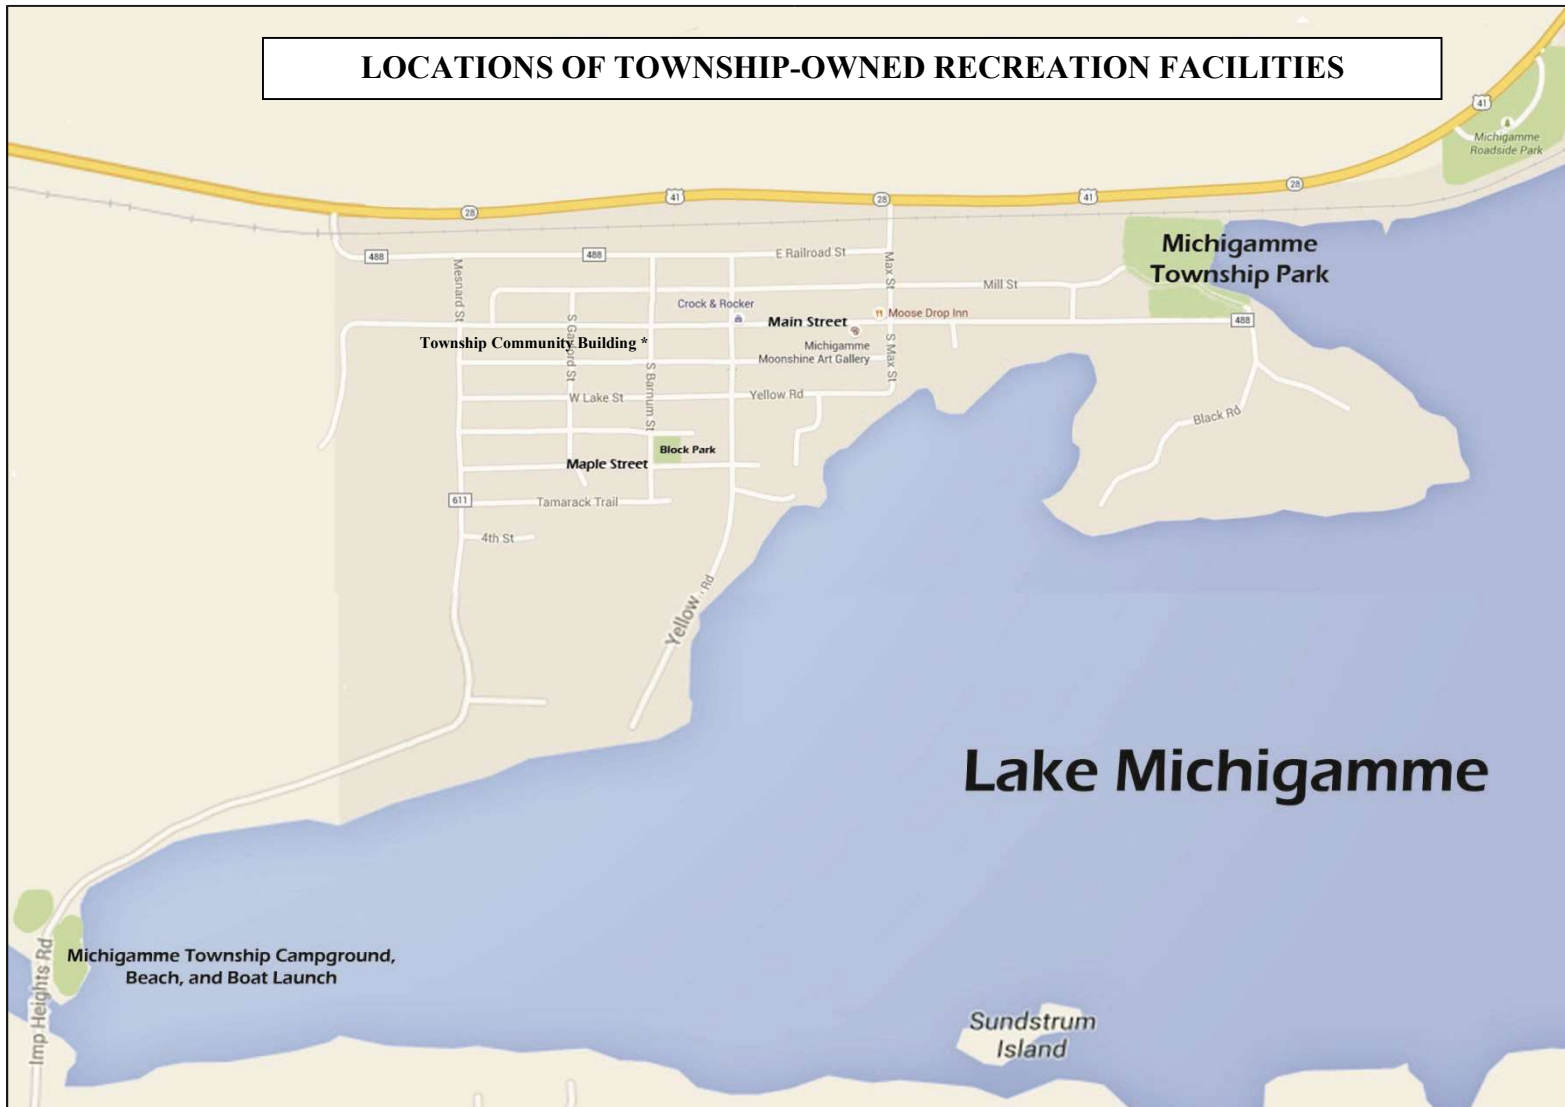 LOCATIONS OF TOWNSHIP-OWNED RECREATION FACILITIES
41
Michigamme
Roadside Park
28
41
28
41
28
Michigamme
Township Park
488
488
E Railroad St
Mesnard St
Max St
Mill St
Crock & Rocker
Moose Drop Inn
Main Street
488
S Gaylord St
Township Community Building *
Michigamme
Moonshine Art Gallery
S Max St
S Barnum St
W Lake St
Yellow Rd
Black Rd
Block Park
Maple Street
611
Tamarack Trail
4th St
Yellow Rd
Lake Michigamme
Imp Heights Rd
Michigamme Township Campground,
Beach, and Boat Launch
Sundstrum
Island